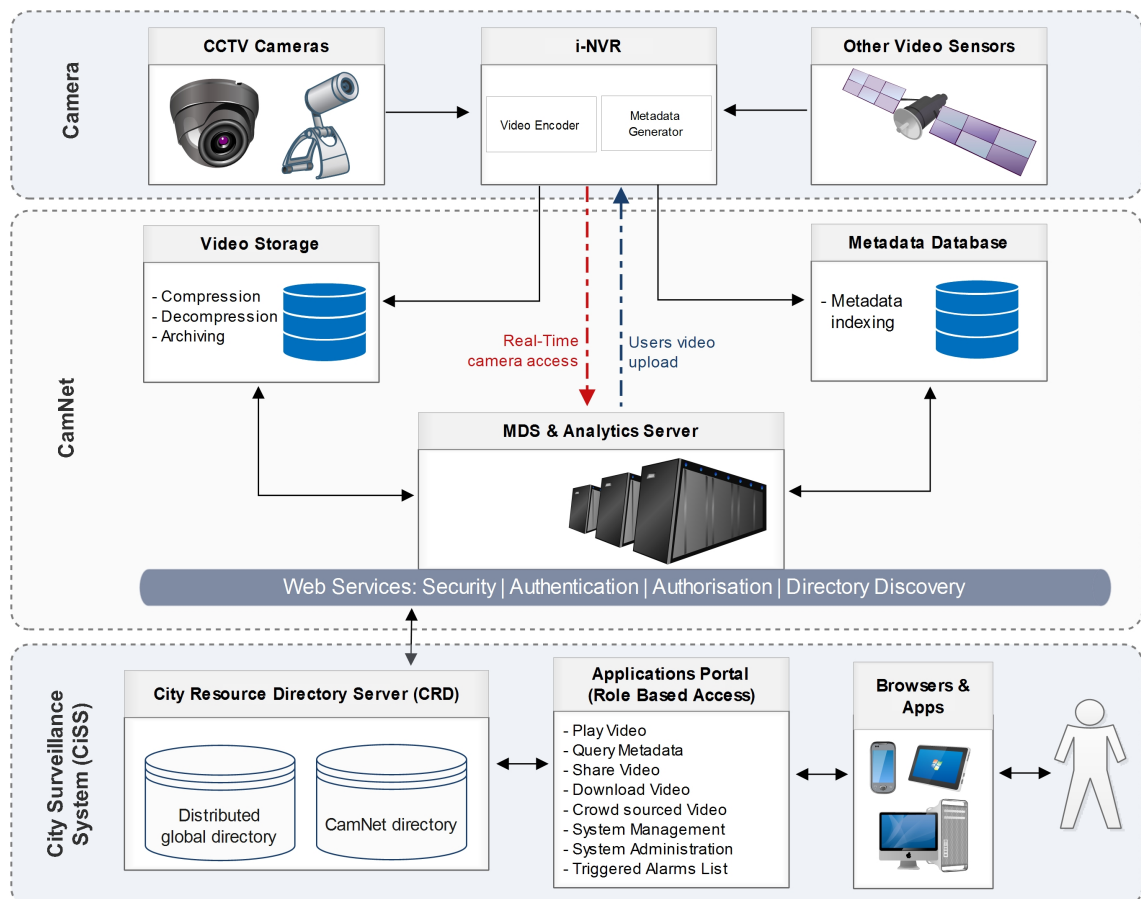 Camera
CCTV Cameras
i-NVR
Video Encoder
Metadata
Generator
Other Video Sensors
CamNet
Video Storage
- Compression
- Decompression
- Archiving
Real-Time
camera access
Users video
upload
Metadata Database
- Metadata
indexing
MDS & Analytics Server
Web Services: Security | Authentication | Authorisation | Directory Discovery
City Surveillance
System (CiSS)
City Resource Directory Server (CRD)
Distributed
global directory
CamNet directory
Applications Portal
(Role Based Access)
- Play Video
- Query Metadata
- Share Video
- Download Video
- Crowd sourced Video
- System Management
- System Administration
- Triggered Alarms List
Browsers &
Apps